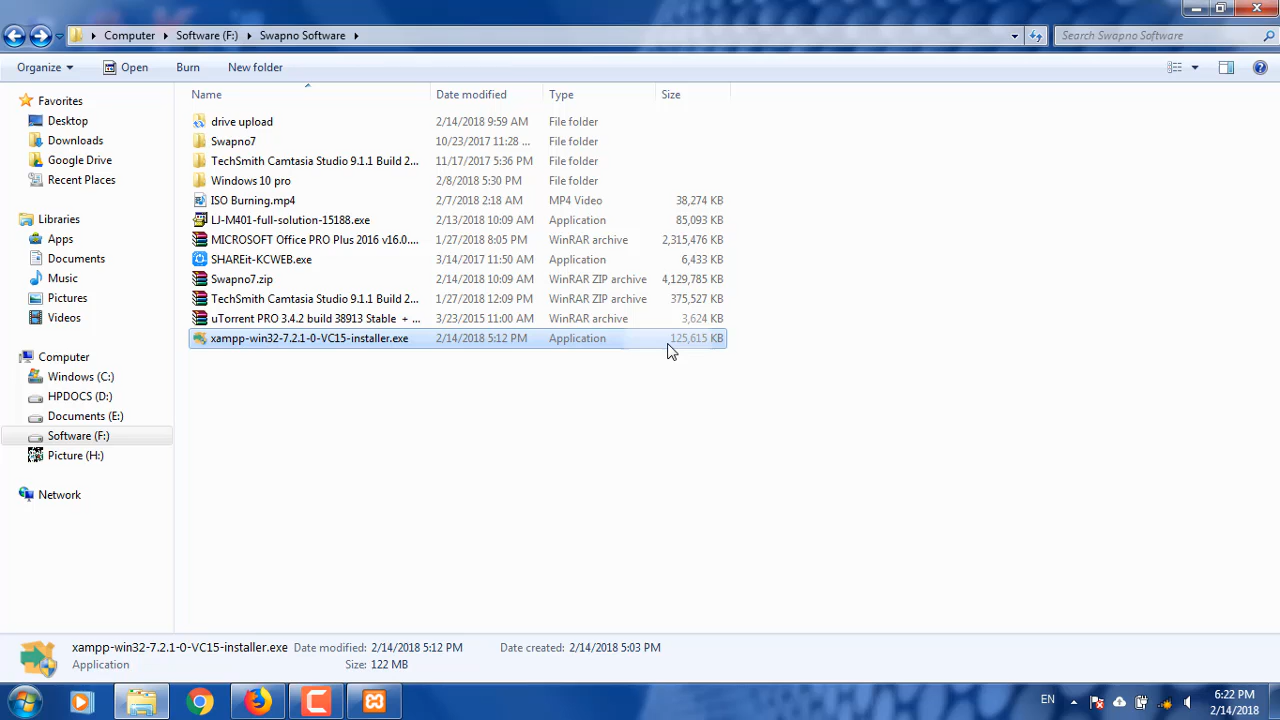 Computer Software (F:) Swapno Software Search Swapno Software
Organize Open Burn New folder
Name Date modified Type Size
Favorites
Desktop
Downloads
Google Drive
Recent Places
Libraries
Apps
Documents
Music
Pictures
Videos
Computer
Windows (C:)
HPDOCS (D:)
Documents (E:)
Software (F:)
Picture (H:)
Network
drive upload 2/14/2018 9:59 AM File folder
Swapno7 10/23/2017 11:28 ... File folder
TechSmith Camtasia Studio 9.1.1 Build 2... 11/17/2017 5:36 PM File folder
Windows 10 pro 2/8/2018 5:30 PM File folder
ISO Burning.mp4 2/7/2018 2:18 AM MP4 Video 38,274 KB
LJ-M401-full-solution-15188.exe 2/13/2018 10:09 AM Application 85,093 KB
MICROSOFT Office PRO Plus 2016 v16.0.... 1/27/2018 8:05 PM WinRAR archive 2,315,476 KB
SHAREit-KCWEB.exe 3/14/2017 11:50 AM Application 6,433 KB
Swapno7.zip 2/14/2018 10:09 AM WinRAR ZIP archive 4,129,785 KB
TechSmith Camtasia Studio 9.1.1 Build 2... 1/27/2018 12:09 PM WinRAR ZIP archive 375,527 KB
uTorrent PRO 3.4.2 build 38913 Stable + ... 3/23/2015 11:00 AM WinRAR archive 3,624 KB
xampp-win32-7.2.1-0-VC15-installer.exe 2/14/2018 5:12 PM Application 125,615 KB
xampp-win32-7.2.1-0-VC15-installer.exe Date modified: 2/14/2018 5:12 PM Date created: 2/14/2018 5:03 PM
Application Size: 122 MB
EN 6:22 PM
2/14/2018